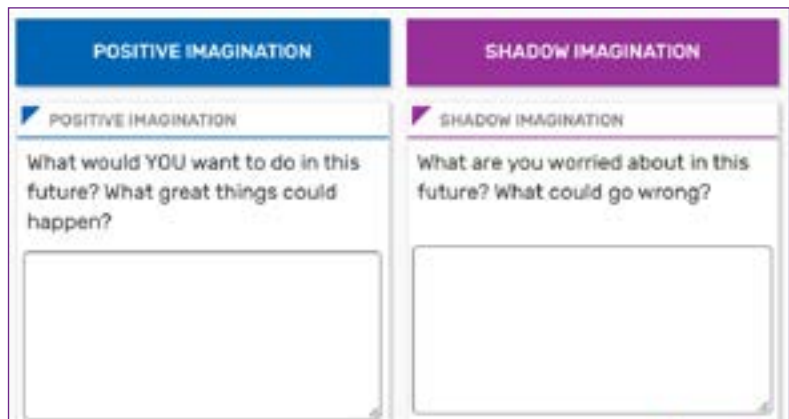 POSITIVE IMAGINATION
POSITIVE IMAGINATION
What would YOU want to do in this
future? What great things could
happen?
SHADOW IMAGINATION
SHADOW IMAGINATION
What are you worried about in this
future? What could go wrong?